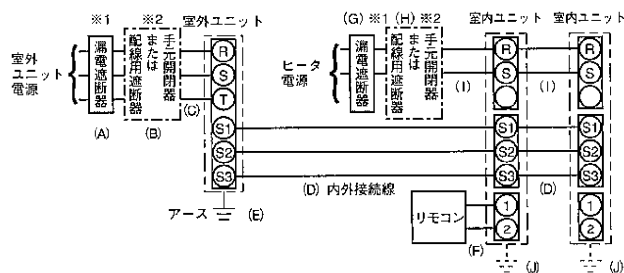 ※1
※2
室外ユニット
(G) ※1 (H) ※2
室内ユニット
室内ユニット
室外
ユニット
電源
漏電遮断器
配線用遮断器
または
手元開閉器
R
S
T
S1
S2
S3
(A)
(B)
(C)
アース
(E)
ヒータ
電源
漏電遮断器
配線用遮断器
または
手元開閉器
(I)
R
S
S1
S2
S3
1
2
(I)
R
S
S1
S2
S3
1
2
(D) 内外接続線
(D)
リモコン
(F)
(J)
(J)